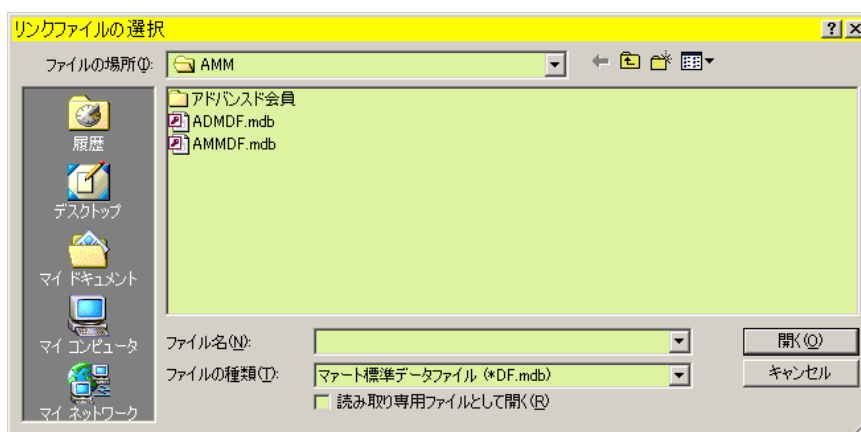 リンクファイルの選択
ファイルの場所(I):
AMM
履歴
デスクトップ
マイ ドキュメント
マイ コンピュータ
マイ ネットワーク
アドバンスド会員
ADMDF.mdb
AMMDF.mdb
ファイル名(N):
開く(O)
ファイルの種類(T):
マァート標準データファイル (*DF.mdb)
キャンセル
読み取り専用ファイルとして開く(R)